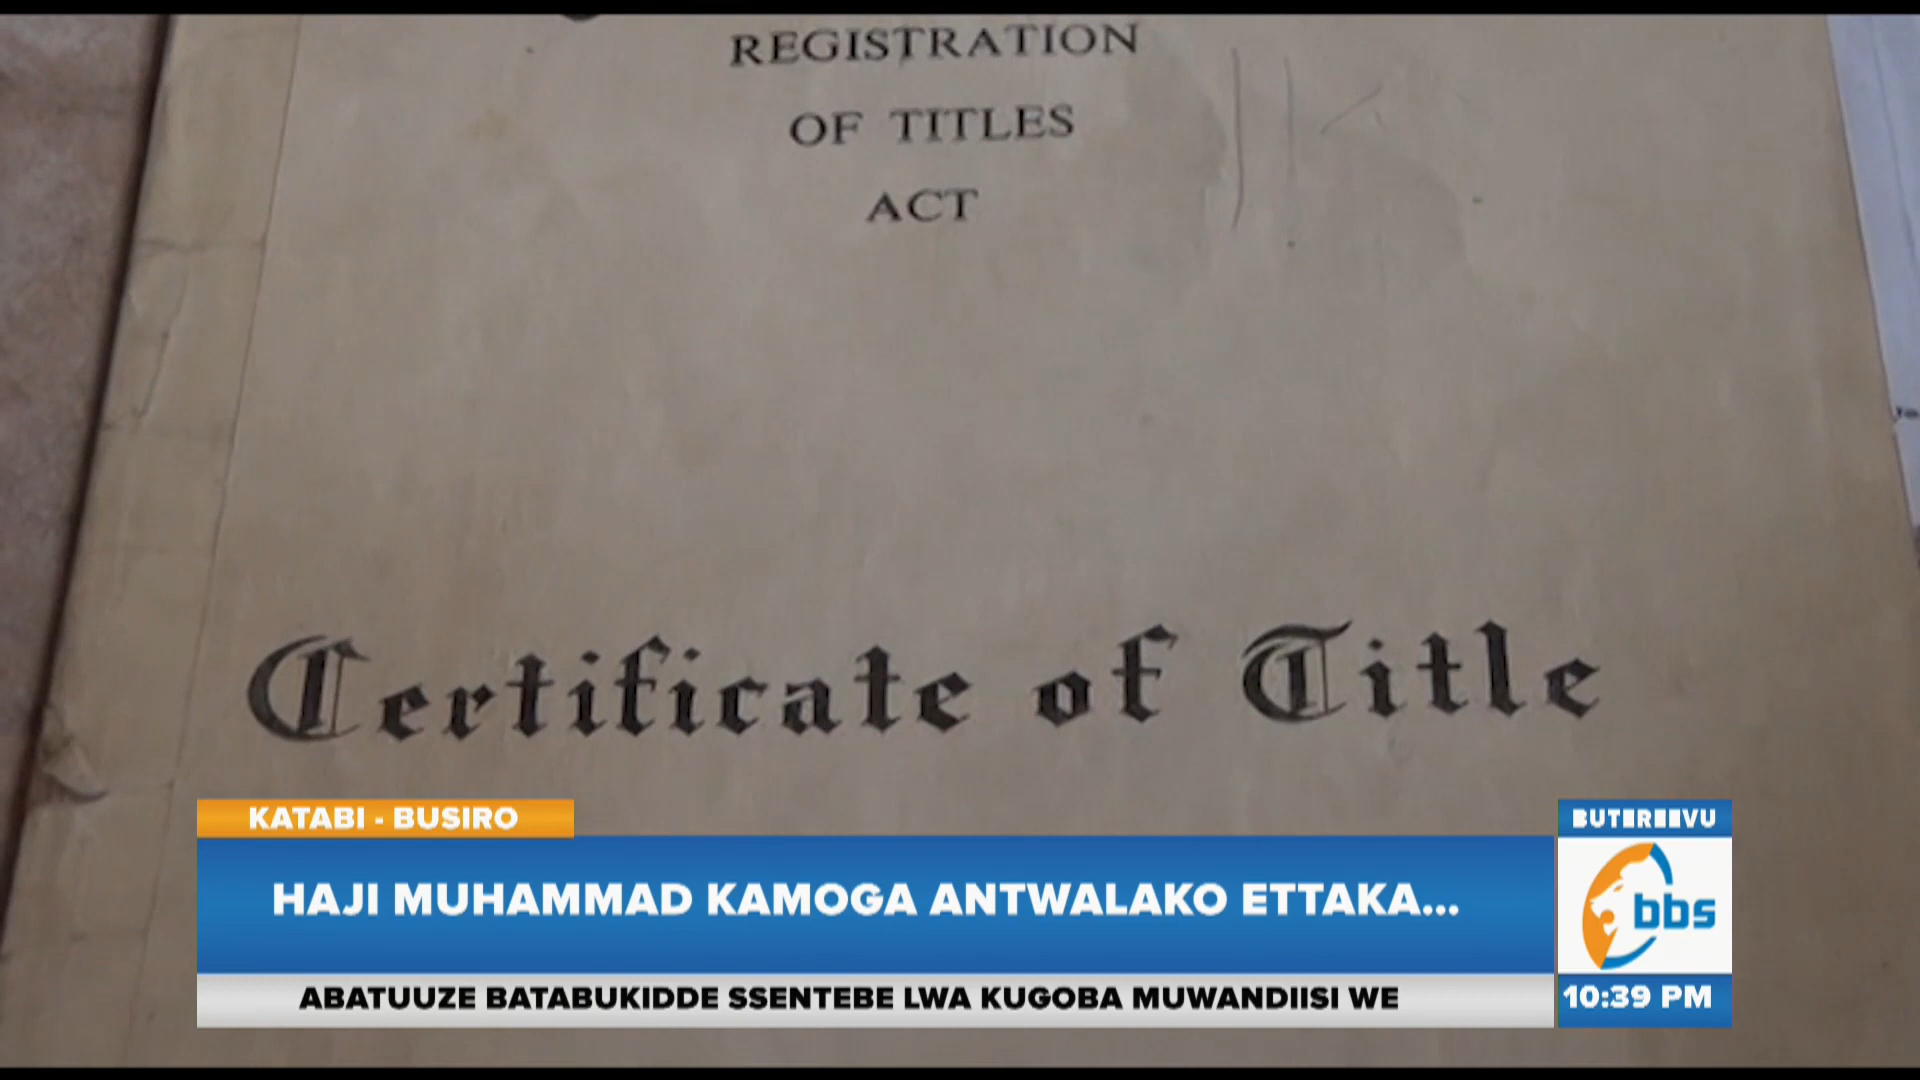 REGISTRATION
OF TITLES
ACT
Certificate of Title
KATABI - BUSIRO
HAJI MUHAMMAD KAMOGA ANTWALAKO ETTAKA...
ABATUUZE BATABUKIDDE SSENTEBE LWA KUGOBA MUWANDIISI WE
BUTEREEVU
bbs
10:39 PM